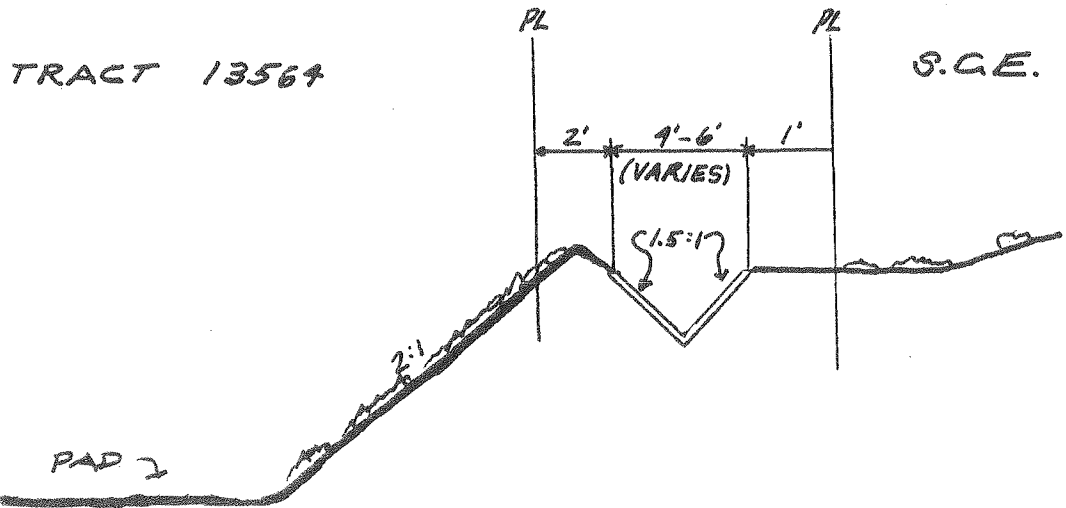 PL
PL
TRACT 13564
S.G.E.
2'
4'-6'
1'
(VARIES)
1.5:1
2:1
PAD